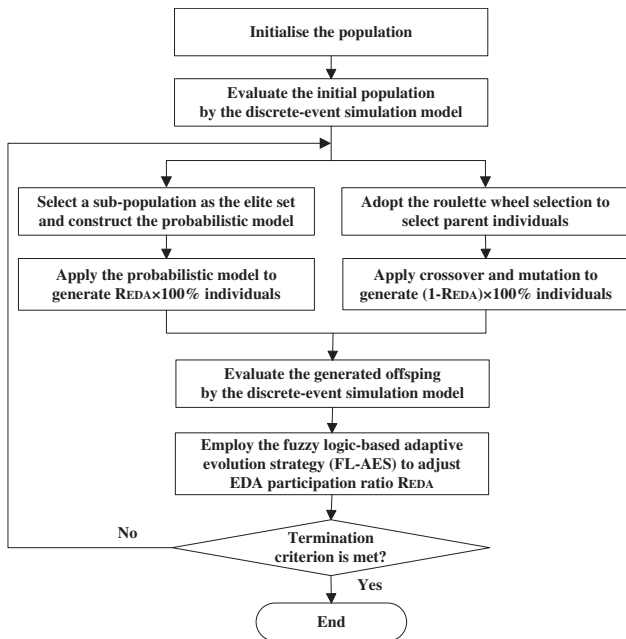 Initialise the population
Evaluate the initial population
by the discrete-event simulation model
Select a sub-population as the elite set
and construct the probabilistic model
Adopt the roulette wheel selection to
select parent individuals
Apply the probabilistic model to
generate REDA×100% individuals
Apply crossover and mutation to
generate (1-REDA)×100% individuals
Evaluate the generated offsping
by the discrete-event simulation model
Employ the fuzzy logic-based adaptive
evolution strategy (FL-AES) to adjust
EDA participation ratio REDA
No
Termination
criterion is met?
Yes
End